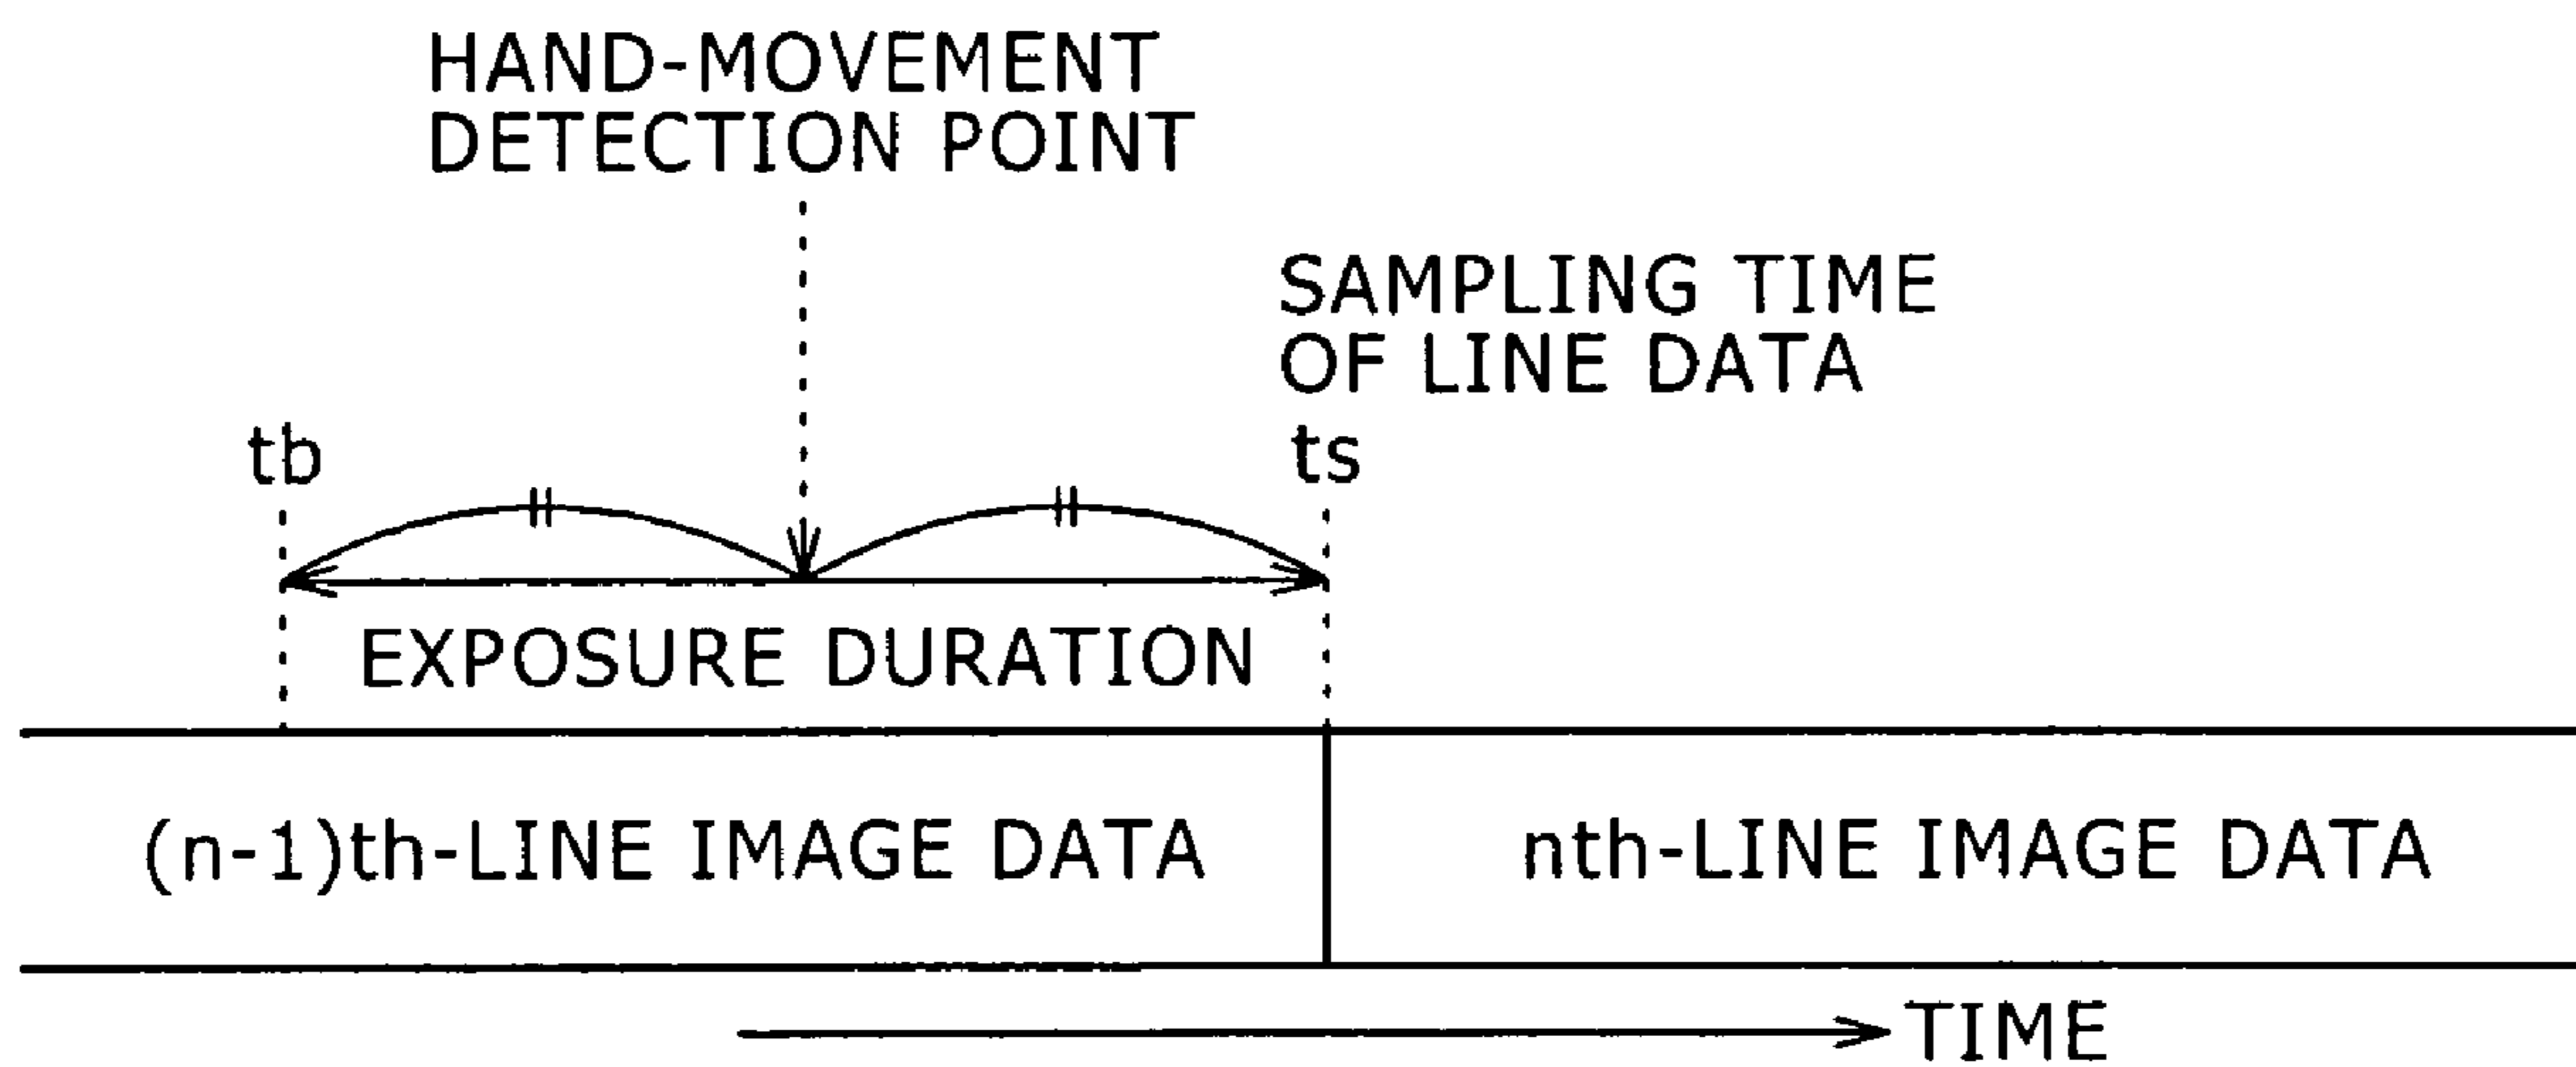 HAND-MOVEMENT
DETECTION POINT
SAMPLING TIME
OF LINE DATA
tb
ts
EXPOSURE DURATION
(n-1)th-LINE IMAGE DATA
nth-LINE IMAGE DATA
TIME